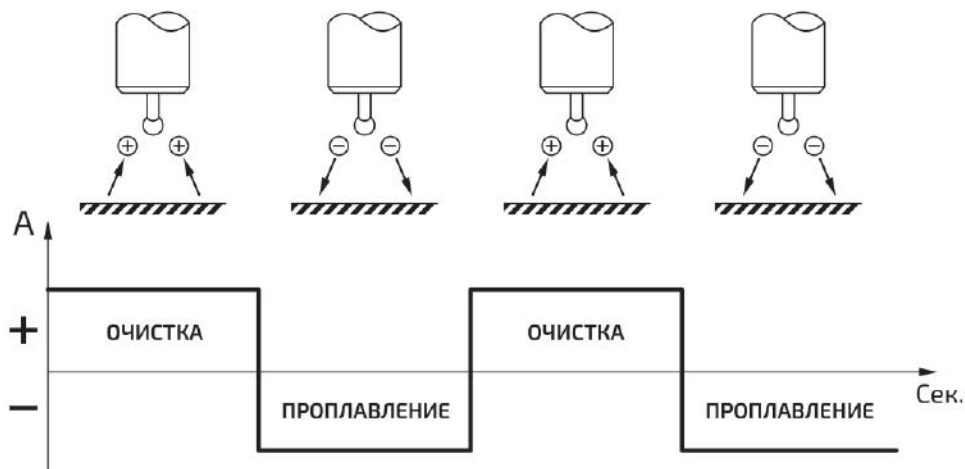 + + - - + + - -
A
+ ОЧИСТКА ОЧИСТКА
- ПРОПЛАВЛЕНИЕ ПРОПЛАВЛЕНИЕ
Сек.